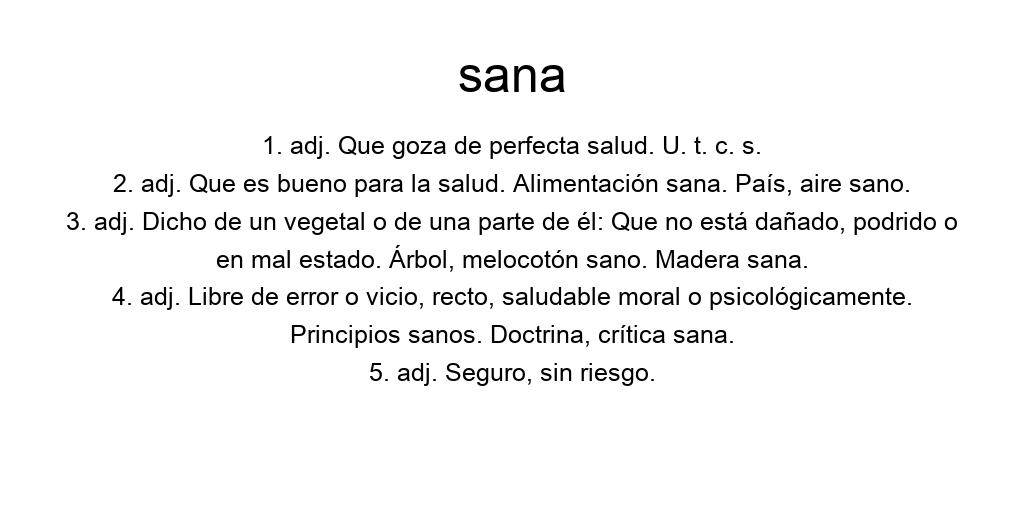 sana
1. adj. Que goza de perfecta salud. U. t. c. s.
2. adj. Que es bueno para la salud. Alimentación sana. País, aire sano.
3. adj. Dicho de un vegetal o de una parte de él: Que no está dañado, podrido o
en mal estado. Árbol, melocotón sano. Madera sana.
4. adj. Libre de error o vicio, recto, saludable moral o psicológicamente.
Principios sanos. Doctrina, crítica sana.
5. adj. Seguro, sin riesgo.